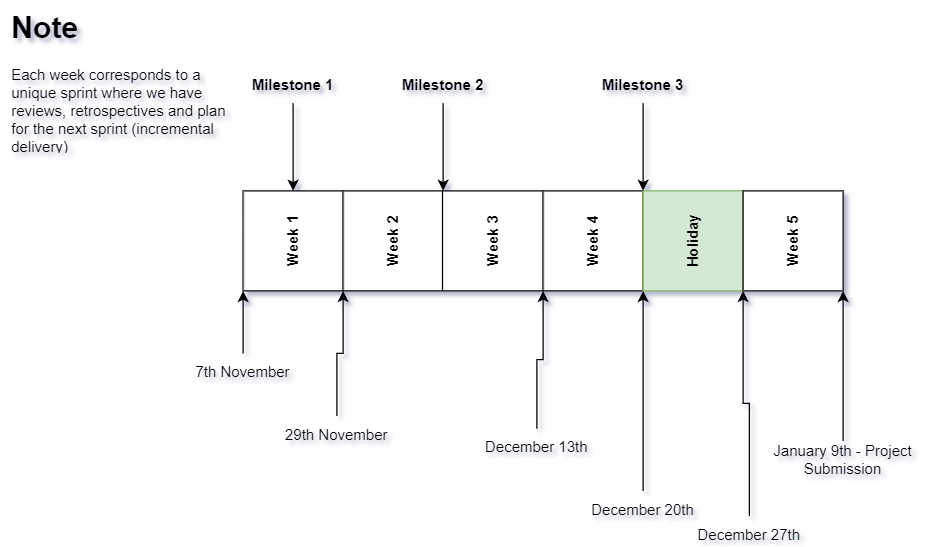 Note
Each week corresponds to a
unique sprint where we have
reviews, retrospectives and plan
for the next sprint (incremental
delivery)
Milestone 1
Milestone 2
Milestone 3
Week 1
Week 2
Week 3
Week 4
Holiday
Week 5
7th November
29th November
December 13th
December 20th
December 27th
January 9th - Project
Submission